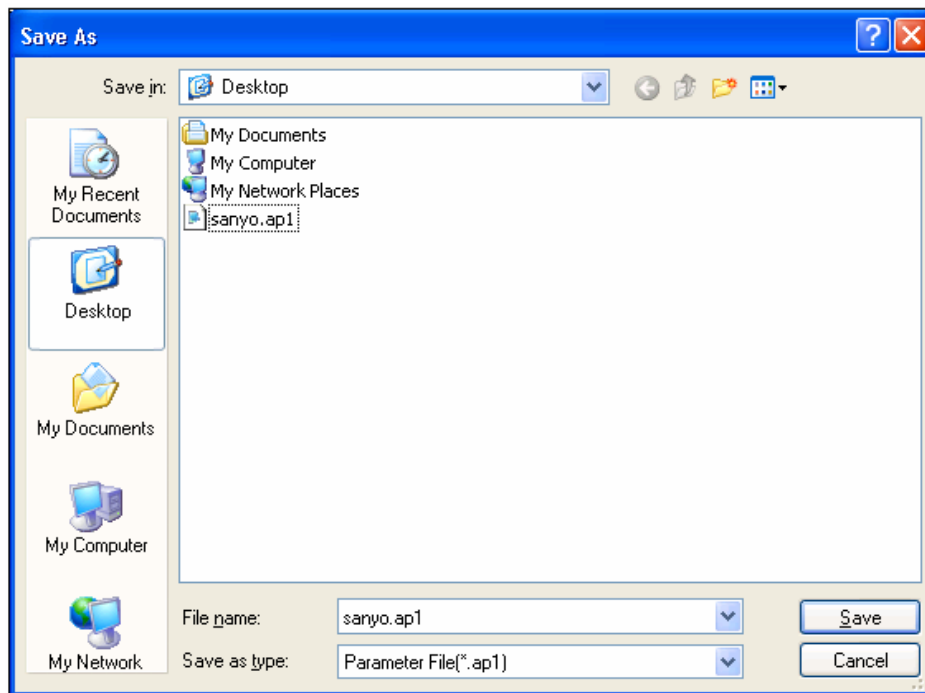 Save As
Save in: Desktop
My Documents
My Computer
My Network Places
sanyo.ap1
My Recent
Documents
Desktop
My Documents
My Computer
My Network
File name: sanyo.ap1 Save
Save as type: Parameter File(*.ap1) Cancel